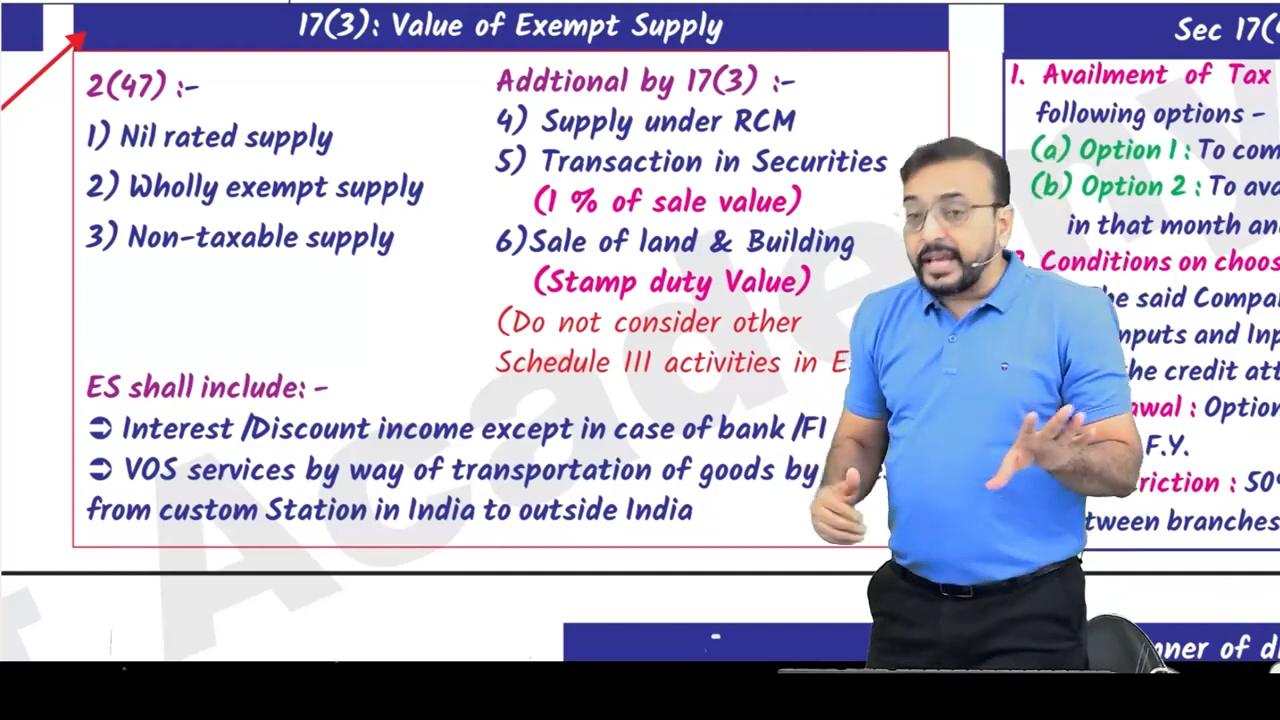 17(3): Value of Exempt Supply
2(47) :-
1) Nil rated supply
2) Wholly exempt supply
3) Non-taxable supply
Addtional by 17(3) :-
4) Supply under RCM
5) Transaction in Securities
(1 % of sale value)
6)Sale of land & Building
(Stamp duty Value)
(Do not consider other
Schedule III activities in E
ES shall include: -
➲ Interest /Discount income except in case of bank /FI
➲ VOS services by way of transportation of goods by
from custom Station in India to outside India
Sec 17(
1. Availment of Tax
following options -
(a) Option 1 : To com
(b) Option 2 : To ava
in that month an
Conditions on choos
he said Compa
nputs and Inp
he credit att
awal : Option
F.Y.
riction : 50
tween branches
nner of d
Academy